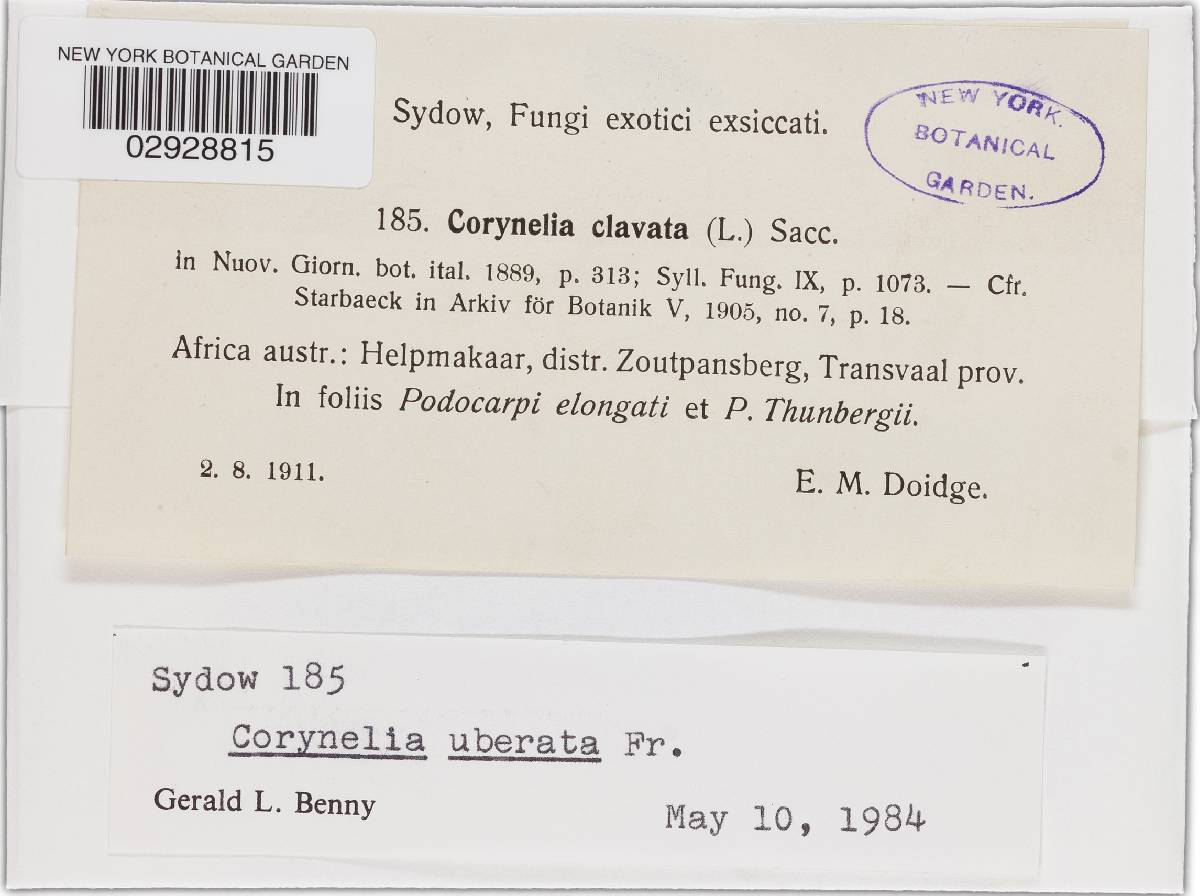 NEW YORK BOTANICAL GARDEN
02928815
Sydow, Fungi exotici exsiccati.
NEW YORK.
BOTANICAL
GARDEN.
185. Corynelia clavata (L.) Sacc.
in Nuov. Giorn. bot. ital. 1889, p. 313; Syll. Fung. IX, p. 1073. — Cfr.
Starbaeck in Arkiv för Botanik V, 1905, no. 7, p. 18.
Africa austr.: Helpmakaar, distr. Zoutpansberg, Transvaal prov.
In foliis Podocarpi elongati et P. Thunbergii.
2. 8. 1911.
E. M. Doidge.
Sydow 185
Corynelia uberata Fr.
Gerald L. Benny
May 10, 1984